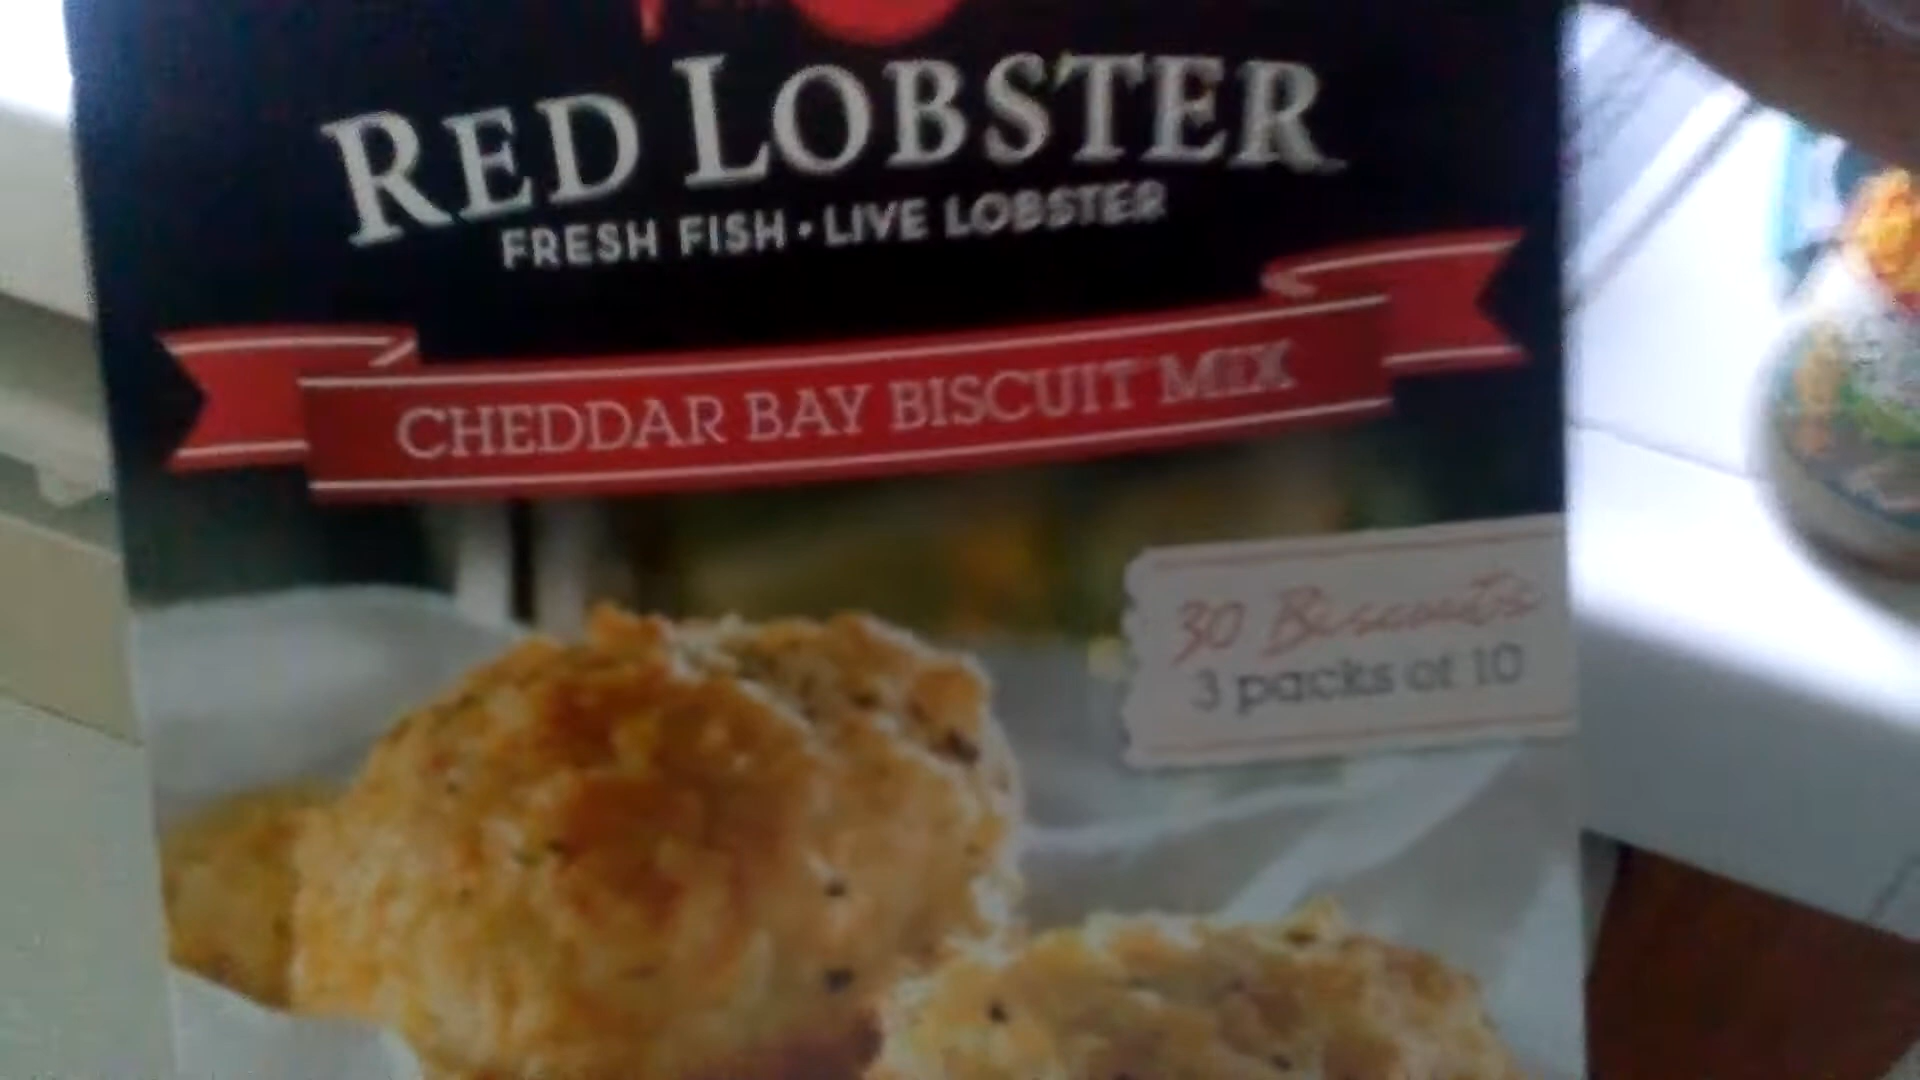 RED LOBSTER
FRESH FISH • LIVE LOBSTER
CHEDDAR BAY BISCUIT MIX
30 Biscuits
3 packs of 10